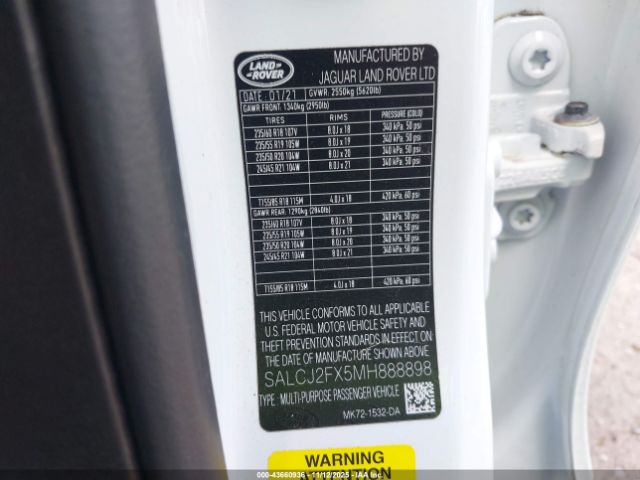 LAND ROVER
MANUFACTURED BY
JAGUAR LAND ROVER LTD
DATE: 01/21 GVWR: 2550kg (5620lb)
GAWR FRONT: 1340kg (2950lb)
TIRES RIMS PRESSURE (COLD)
235/60 R18 107V 8.0J x 18 340 kPa, 50 psi
235/55 R19 105W 8.0J x 19 340 kPa, 50 psi
235/50 R20 104W 8.0J x 20 340 kPa, 50 psi
245/45 R21 104W 8.0J x 21 340 kPa, 50 psi
T155/85 R18 115M 4.0J x 18 420 kPa, 60 psi
GAWR REAR: 1290kg (2840lb)
235/60 R18 107V 8.0J x 18 340 kPa, 50 psi
235/55 R19 105W 8.0J x 19 340 kPa, 50 psi
235/50 R20 104W 8.0J x 20 340 kPa, 50 psi
245/45 R21 104W 8.0J x 21 340 kPa, 50 psi
T155/85 R18 115M 4.0J x 18 420 kPa, 60 psi
THIS VEHICLE CONFORMS TO ALL APPLICABLE
U.S. FEDERAL MOTOR VEHICLE SAFETY AND
THEFT PREVENTION STANDARDS IN EFFECT
ON THE DATE OF MANUFACTURE SHOWN ABOVE
SALCJ2FX5MH888898
TYPE: MULTI-PURPOSE PASSENGER VEHICLE
MK72-1532-DA
WARNING
43660936 - 11/12/2025 - IAA Inc.